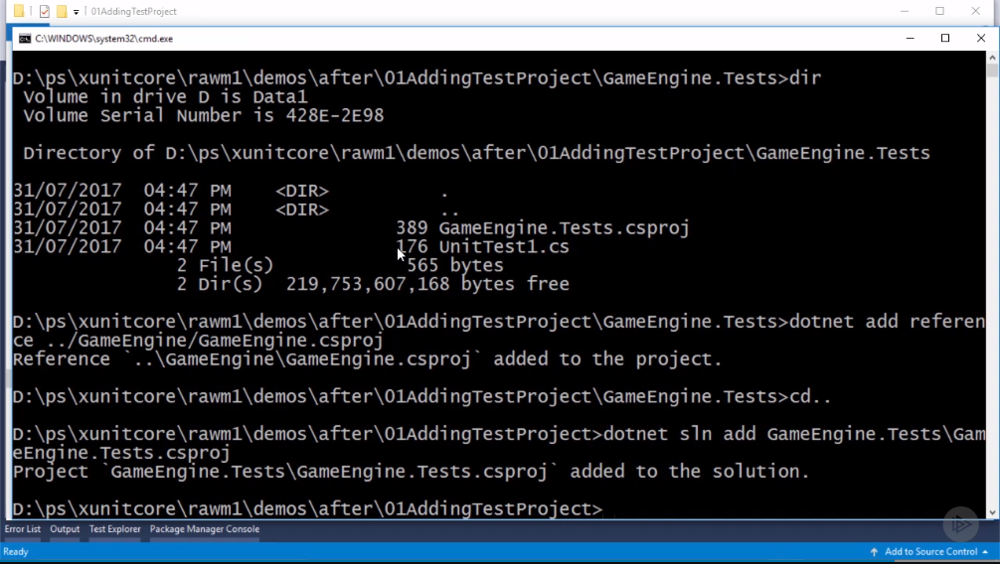 01AddingTestProject
C:\WINDOWS\system32\cmd.exe
D:\ps\xunitcore\rawm1\demos\after\01AddingTestProject\GameEngine.Tests>dir
Volume in drive D is Data1
Volume Serial Number is 428E-2E98
Directory of D:\ps\xunitcore\rawm1\demos\after\01AddingTestProject\GameEngine.Tests
31/07/2017  04:47 PM    <DIR>          .
31/07/2017  04:47 PM    <DIR>          ..
31/07/2017  04:47 PM               389 GameEngine.Tests.csproj
31/07/2017  04:47 PM               176 UnitTest1.cs
2 File(s)            565 bytes
2 Dir(s)  219,753,607,168 bytes free
D:\ps\xunitcore\rawm1\demos\after\01AddingTestProject\GameEngine.Tests>dotnet add referen
ce ../GameEngine/GameEngine.csproj
Reference `..\GameEngine\GameEngine.csproj` added to the project.
D:\ps\xunitcore\rawm1\demos\after\01AddingTestProject\GameEngine.Tests>cd..
D:\ps\xunitcore\rawm1\demos\after\01AddingTestProject>dotnet sln add GameEngine.Tests\Gam
eEngine.Tests.csproj
Project `GameEngine.Tests\GameEngine.Tests.csproj` added to the solution.
D:\ps\xunitcore\rawm1\demos\after\01AddingTestProject>
Error List Output Test Explorer Package Manager Console
Ready Add to Source Control